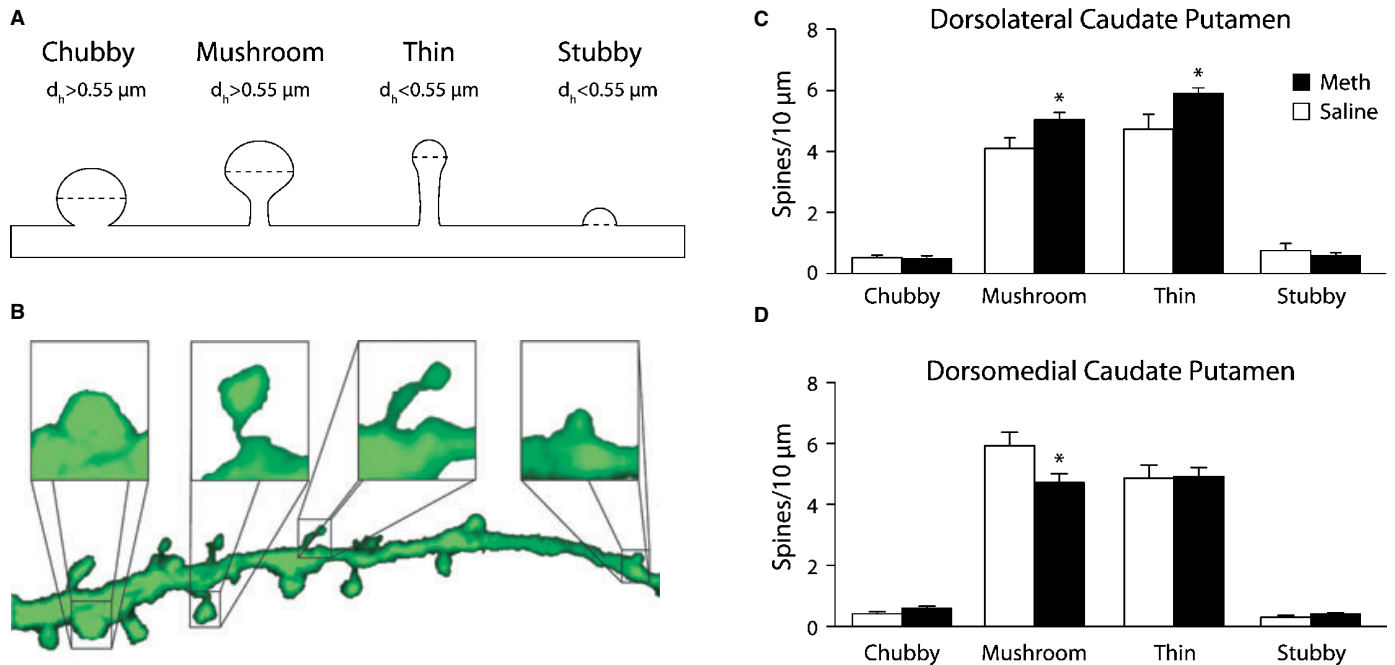 A
Chubby Mushroom Thin Stubby
dh>0.55 μm dh>0.55 μm dh<0.55 μm dh<0.55 μm
B
C
Dorsolateral Caudate Putamen
Spines/10 μm
8
6
4
2
0
* *
Meth
Saline
Chubby Mushroom Thin Stubby
D
Dorsomedial Caudate Putamen
Spines/10 μm
8
6
4
2
0
*
Chubby Mushroom Thin Stubby